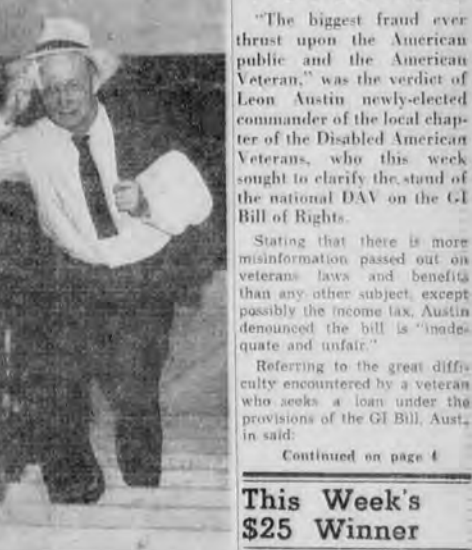 "The biggest fraud ever
thrust upon the American
public and the American
Veteran," was the verdict of
Leon Austin newly-elected
commander of the local chap-
ter of the Disabled American
Veterans, who this week
sought to clarify the stand of
the national DAV on the GI
Bill of Rights.
Stating that there is more
misinformation passed out on
veterans laws and benefits
than any other subject, except
possibly the income tax, Austin
denounced the bill is "inade-
quate and unfair."
Referring to the great diffi-
culty encountered by a veteran
who seeks a loan under the
provisions of the GI Bill, Aust-
in said:
Continued on page 4
This Week's
$25 Winner